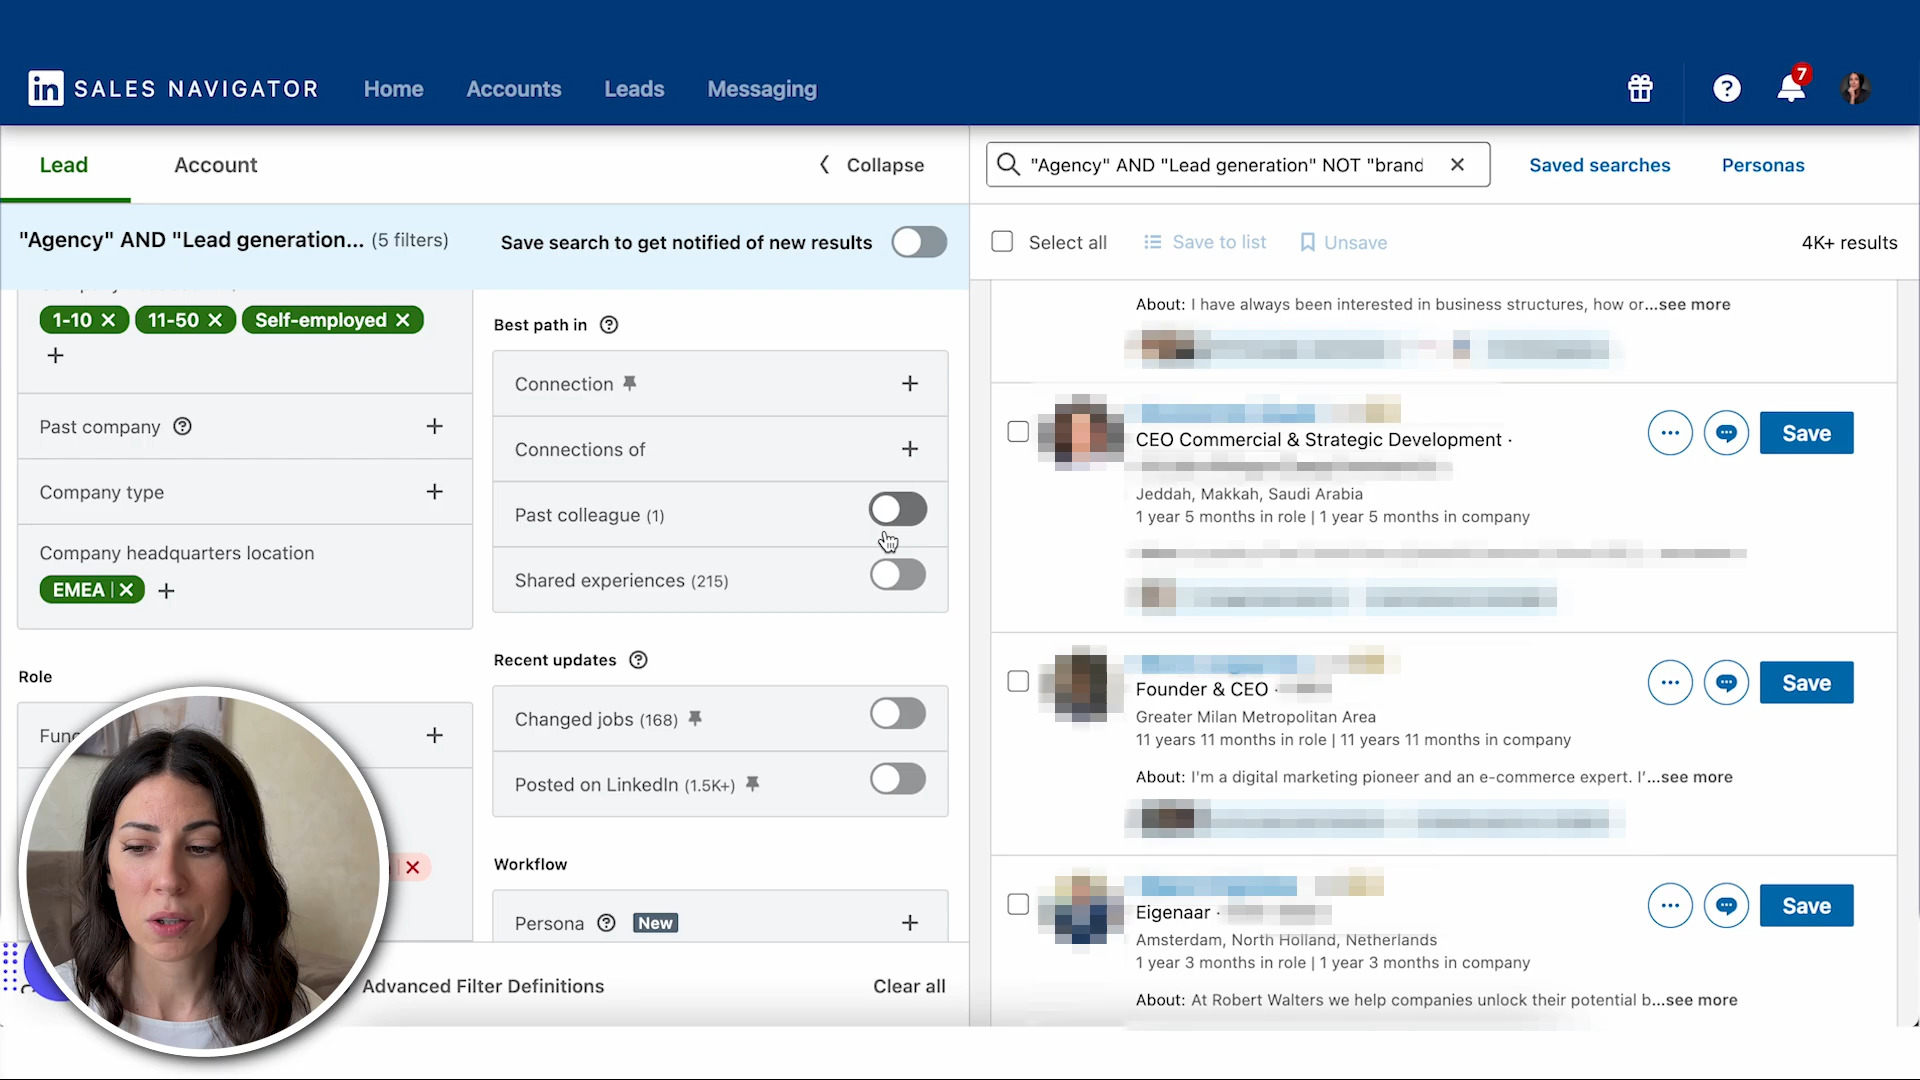 in SALES NAVIGATOR
Home
Accounts
Leads
Messaging
7
Lead
Account
Collapse
"Agency" AND "Lead generation" NOT "brand
Saved searches
Personas
"Agency" AND "Lead generation... (5 filters)
Save search to get notified of new results
Select all
Save to list
Unsave
4K+ results
1-10
11-50
Self-employed
Past company
Company type
Company headquarters location
EMEA
Role
Best path in
Connection
Connections of
Past colleague (1)
Shared experiences (215)
Recent updates
Changed jobs (168)
Posted on LinkedIn (1.5K+)
Workflow
Persona
New
Advanced Filter Definitions
Clear all
About: I have always been interested in business structures, how or...see more
CEO Commercial & Strategic Development ·
Jeddah, Makkah, Saudi Arabia
1 year 5 months in role | 1 year 5 months in company
Save
Founder & CEO ·
Greater Milan Metropolitan Area
11 years 11 months in role | 11 years 11 months in company
About: I'm a digital marketing pioneer and an e-commerce expert. I'...see more
Save
Eigenaar ·
Amsterdam, North Holland, Netherlands
1 year 3 months in role | 1 year 3 months in company
About: At Robert Walters we help companies unlock their potential b...see more
Save